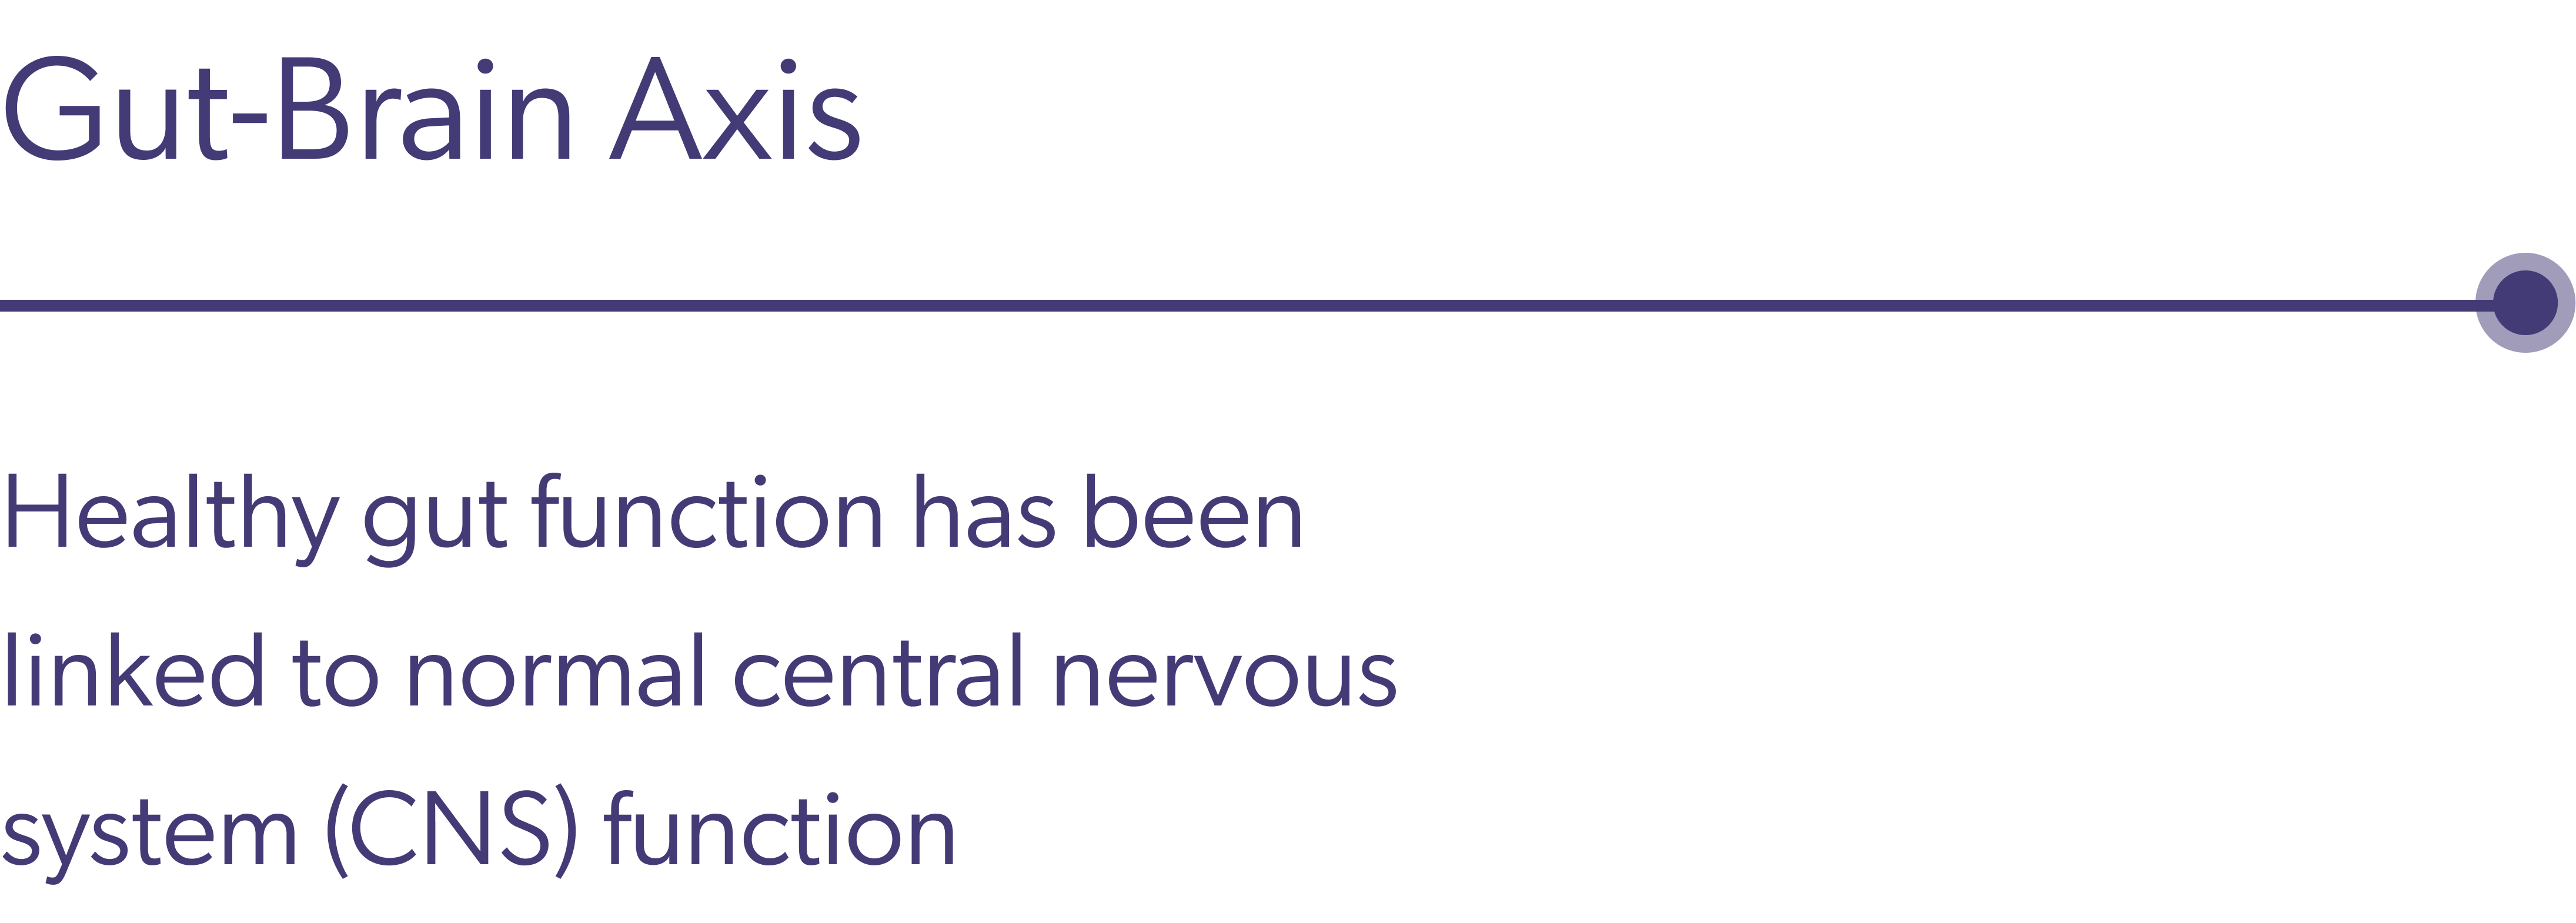 Gut-Brain Axis
Healthy gut function has been
linked to normal central nervous
system (CNS) function